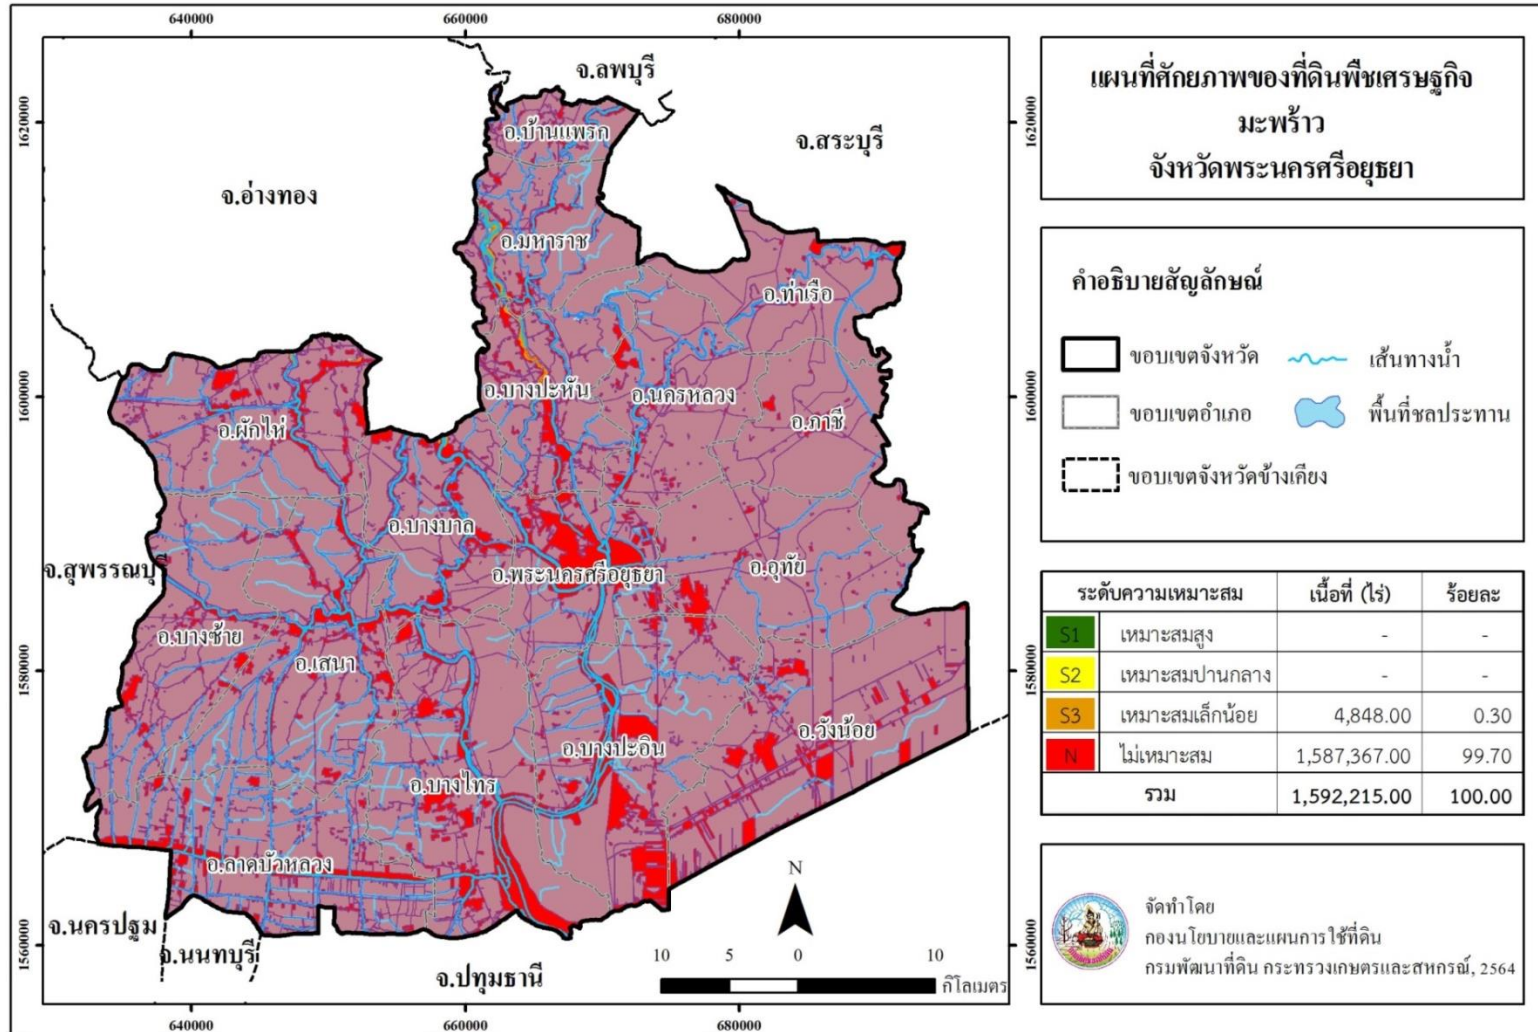 640000
660000
680000
จ.ลพบุรี
จ.สระบุรี
จ.อ่างทอง
อ.บ้านแพรก
อ.มหาราช
อ.ท่าเรือ
อ.บางปะหัน
อ.นครหลวง
อ.ภาชี
อ.ผักไห่
อ.บางบาล
จ.สุพรรณบุรี
อ.พระนครศรีอยุธยา
อ.อุทัย
อ.บางซ้าย
อ.เสนา
อ.วังน้อย
อ.บางปะอิน
อ.บางไทร
อ.ลาดบัวหลวง
จ.นครปฐม
จ.นนทบุรี
จ.ปทุมธานี
N
10 5 0 10
กิโลเมตร
1620000
1600000
1580000
1560000
1620000
1600000
1580000
1560000
640000
660000
680000
แผนที่ศักยภาพของที่ดินพืชเศรษฐกิจ
มะพร้าว
จังหวัดพระนครศรีอยุธยา
คำอธิบายสัญลักษณ์
ขอบเขตจังหวัด เส้นทางน้ำ
ขอบเขตอำเภอ พื้นที่ชลประทาน
ขอบเขตจังหวัดข้างเคียง
ระดับความเหมาะสม เนื้อที่ (ไร่) ร้อยละ
S1 เหมาะสมสูง - -
S2 เหมาะสมปานกลาง - -
S3 เหมาะสมเล็กน้อย 4,848.00 0.30
N ไม่เหมาะสม 1,587,367.00 99.70
รวม 1,592,215.00 100.00
จัดทำโดย
กองนโยบายและแผนการใช้ที่ดิน
กรมพัฒนาที่ดิน กระทรวงเกษตรและสหกรณ์, 2564